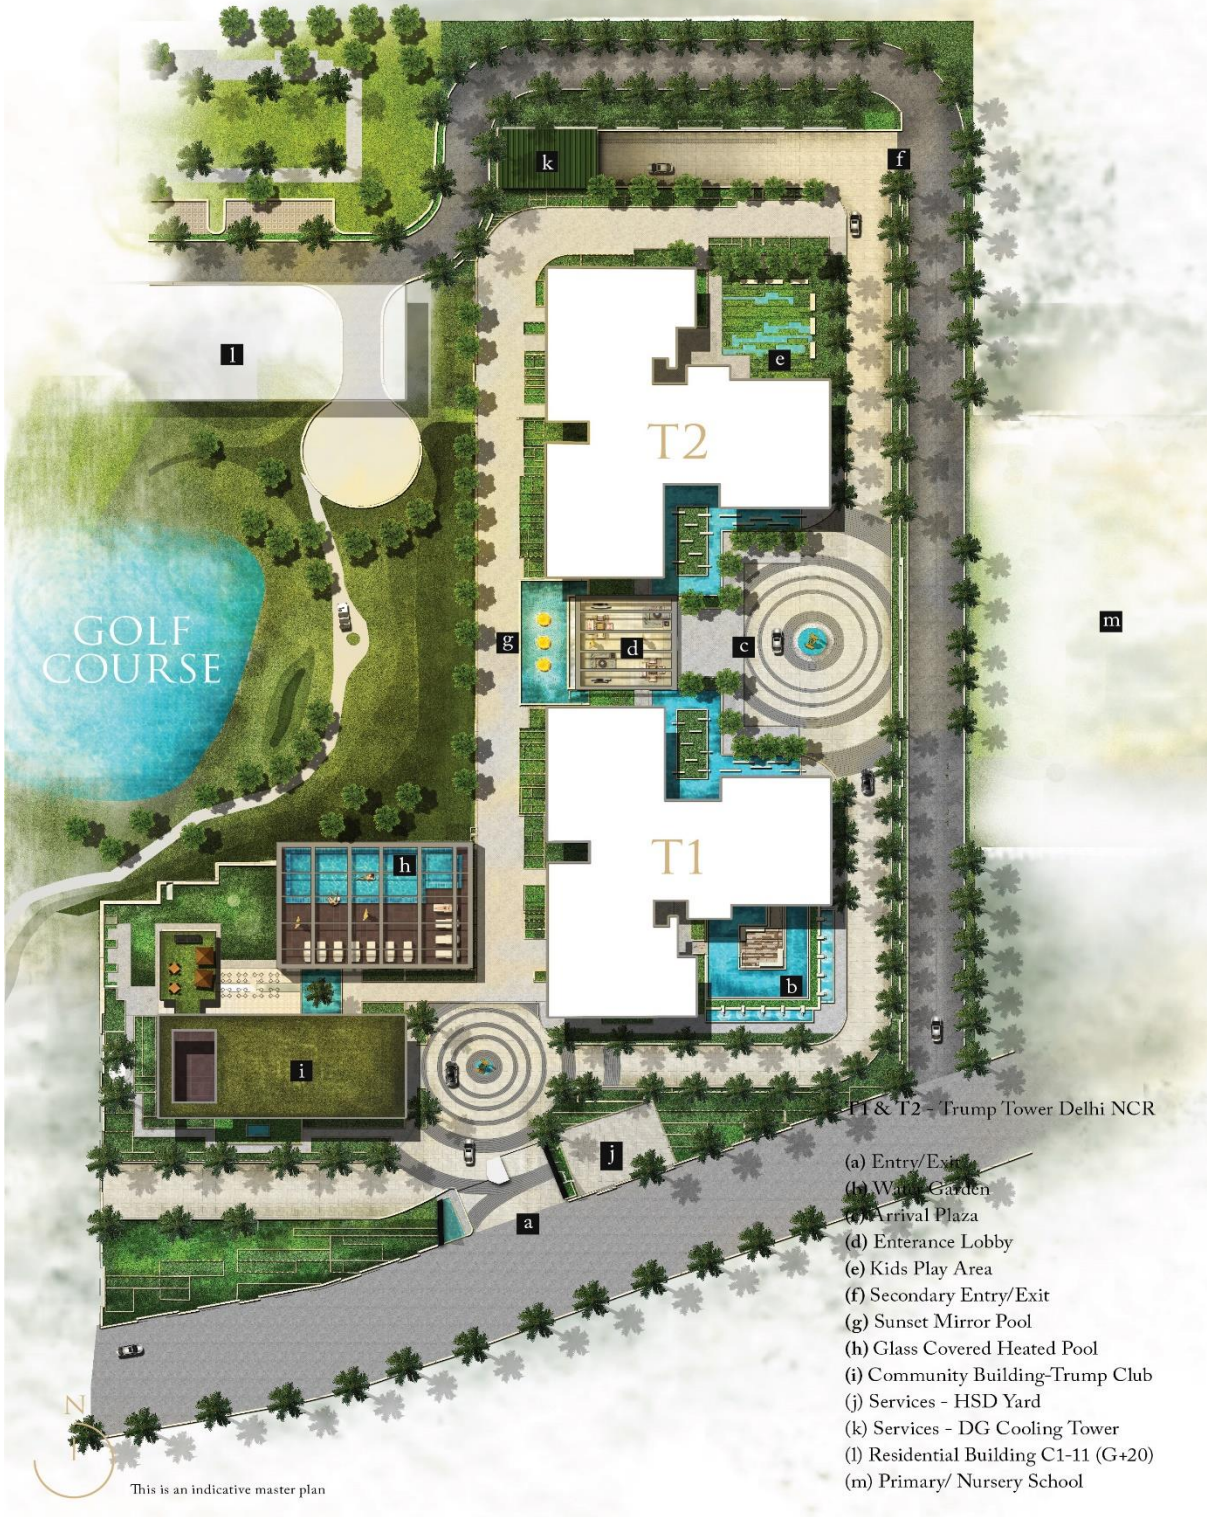 k
f
l
e
T2
GOLF
COURSE
g
d
c
m
h
T1
b
i
j
a
T1 & T2 - Trump Tower Delhi NCR
(a) Entry/Exit
(b) Water Garden
(c) Arrival Plaza
(d) Enterance Lobby
(e) Kids Play Area
(f) Secondary Entry/Exit
(g) Sunset Mirror Pool
(h) Glass Covered Heated Pool
(i) Community Building-Trump Club
(j) Services - HSD Yard
(k) Services - DG Cooling Tower
(l) Residential Building C1-11 (G+20)
(m) Primary/ Nursery School
N
This is an indicative master plan